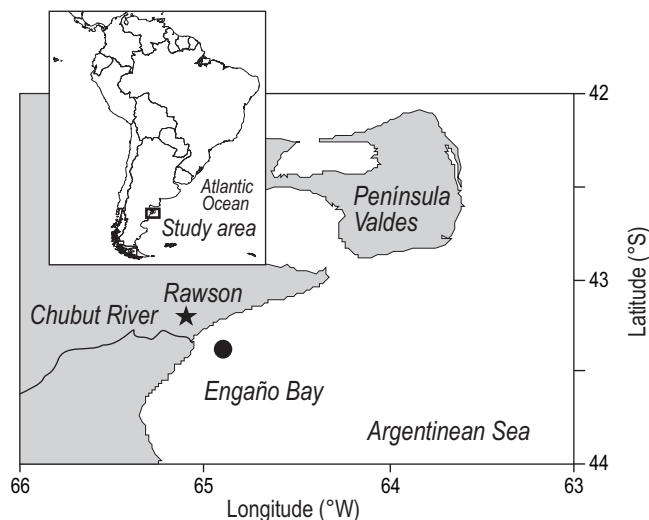 Atlantic
Ocean
Study area
42
Península
Valdes
43
Latitude (°S)
Rawson
Chubut River
Engaño Bay
Argentinean Sea
44
66
65
64
63
Longitude (°W)